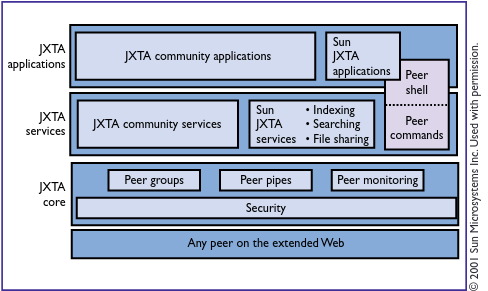 JXTA
applications
JXTA community applications
Sun
JXTA
applications
Peer
shell
Peer
commands
JXTA
services
JXTA community services
Sun
JXTA
services
• Indexing
• Searching
• File sharing
JXTA
core
Peer groups
Peer pipes
Peer monitoring
Security
Any peer on the extended Web
© 2001 Sun Microsystems Inc. Used with permission.